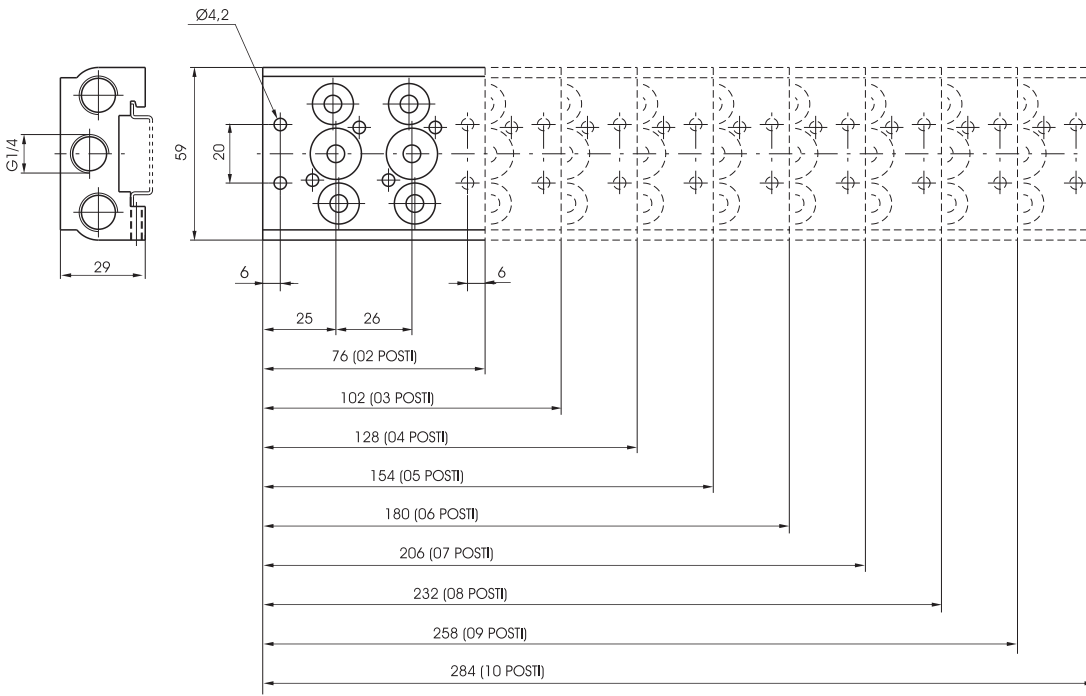 Ø4,2
G1/4
59
20
29
6
6
25
26
76 (02 POSTI)
102 (03 POSTI)
128 (04 POSTI)
154 (05 POSTI)
180 (06 POSTI)
206 (07 POSTI)
232 (08 POSTI)
258 (09 POSTI)
284 (10 POSTI)